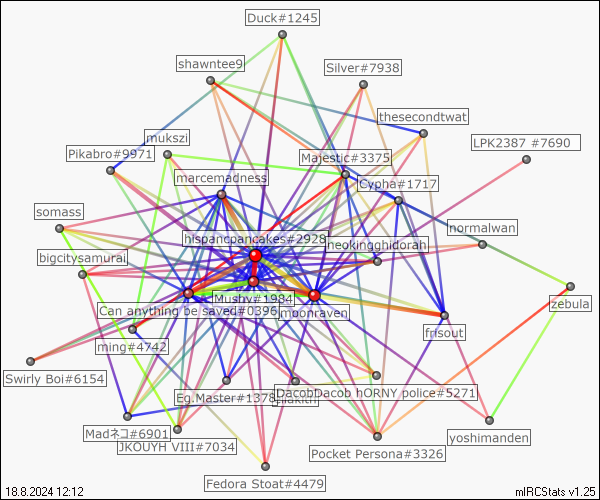 Duck#1245
shawntee9
Silver#7938
thesecondtwat
LPK2387 #7690
mukszi
Pikabro#9971
Majestic#3375
marcemadness
Cypha#1717
somass
hispancpancakes#2928
neokingghidorah
normalwan
bigcitysamurai
Mushy#1984
zebula
Can anything be saved#0396
moonraven
frisout
ming#4742
Swirly Boi#6154
DacobDacob hORNY police#5271
Eg.Master#1378
Madネコ#6901
JKOUYH VIII#7034
yoshimanden
Pocket Persona#3326
Fedora Stoat#4479
18.8.2024 12:12
mIRCStats v1.25